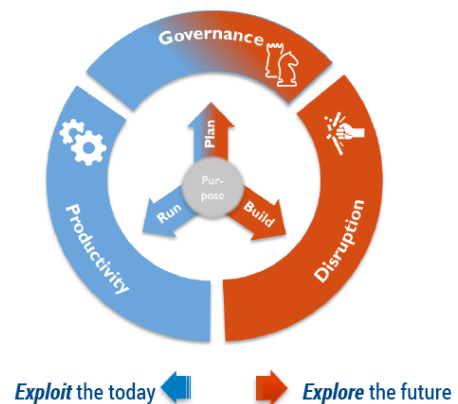 Governance
Plan
Pur-
pose
Run
Build
Productivity
Disruption
Exploit the today
Explore the future